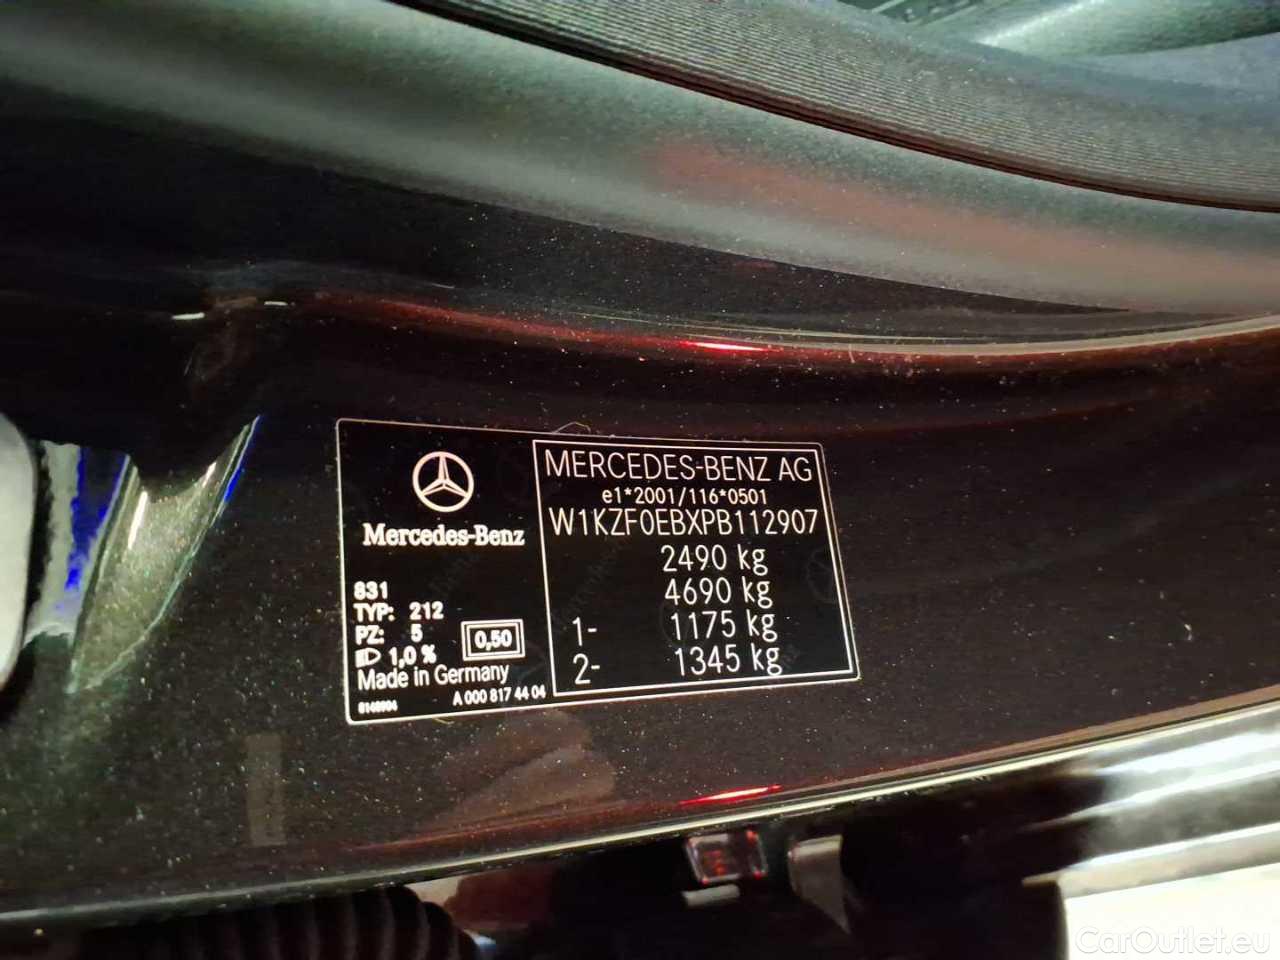 Mercedes-Benz
831
TYP: 212
PZ: 5
1,0 %
0,50
Made in Germany
A 000 817 44 04
MERCEDES-BENZ AG
e1*2001/116*0501
W1KZF0EBXPB112907
2490 kg
4690 kg
1- 1175 kg
2- 1345 kg
CarOutlet.eu